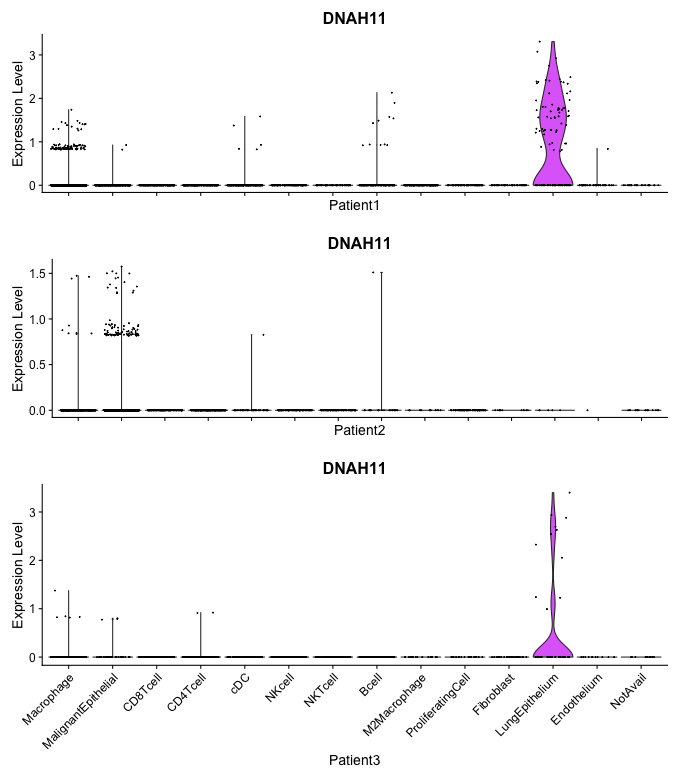 DNAH11
Expression Level
3
2
1
0
Patient1
DNAH11
Expression Level
1.5
1.0
0.5
0.0
Patient2
DNAH11
Expression Level
3
2
1
0
Macrophage
MalignantEpithelial
CD8Tcell
CD4Tcell
cDC
NKcell
NKTcell
Bcell
M2Macrophage
ProliferatingCell
Fibroblast
LungEpithelium
Endothelium
NotAvail
Patient3